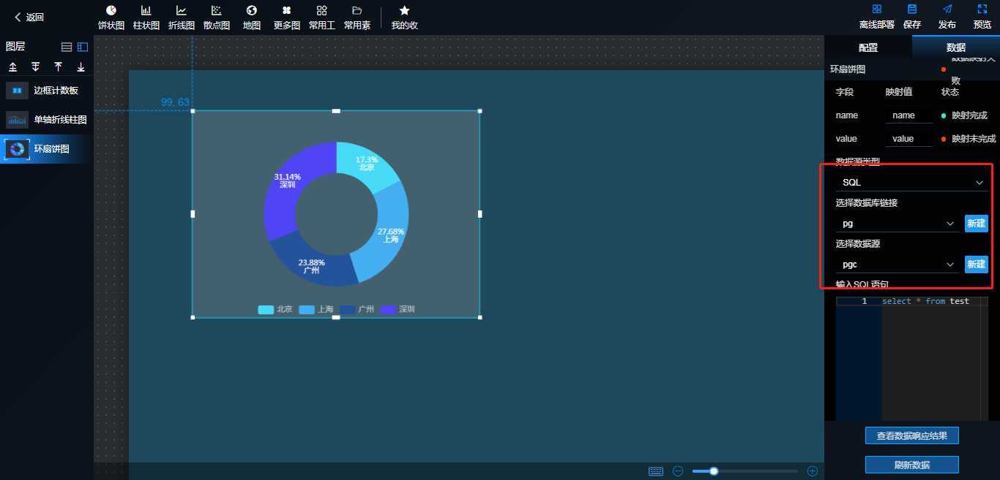 返回
饼状图 柱状图 折线图 散点图 地图 更多图 常用工 常用素 我的收
离线部署 保存 发布 预览
图层
边框计数板
单轴折线柱图
环扇饼图
99, 63
17.3%
北京
31.14%
深圳
27.68%
上海
23.88%
广州
北京 上海 广州 深圳
配置 数据
数据映射失
环扇饼图
败
字段 映射值 状态
name name 映射完成
value value 映射未完成
数据源类型
SQL
选择数据库链接
pg 新建
选择数据源
pgc 新建
输入SQL语句
1 select * from test
查看数据响应结果
刷新数据